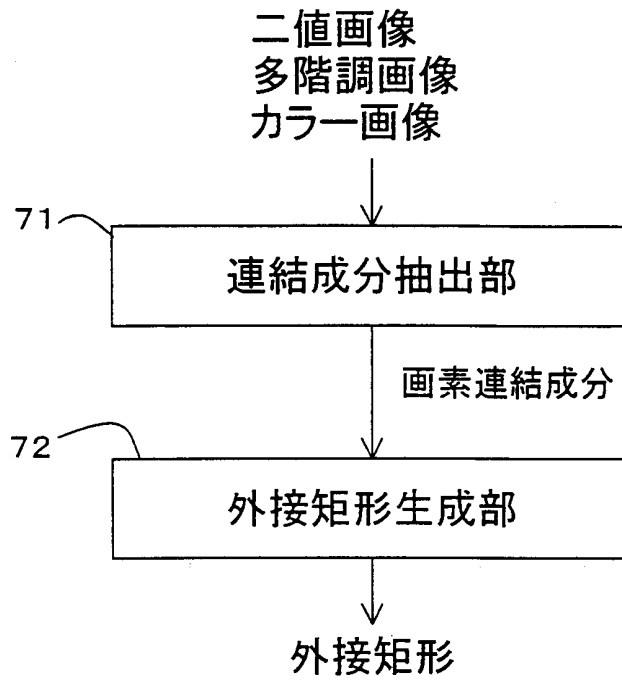 二値画像
多階調画像
カラー画像
71
連結成分抽出部
画素連結成分
72
外接矩形生成部
外接矩形